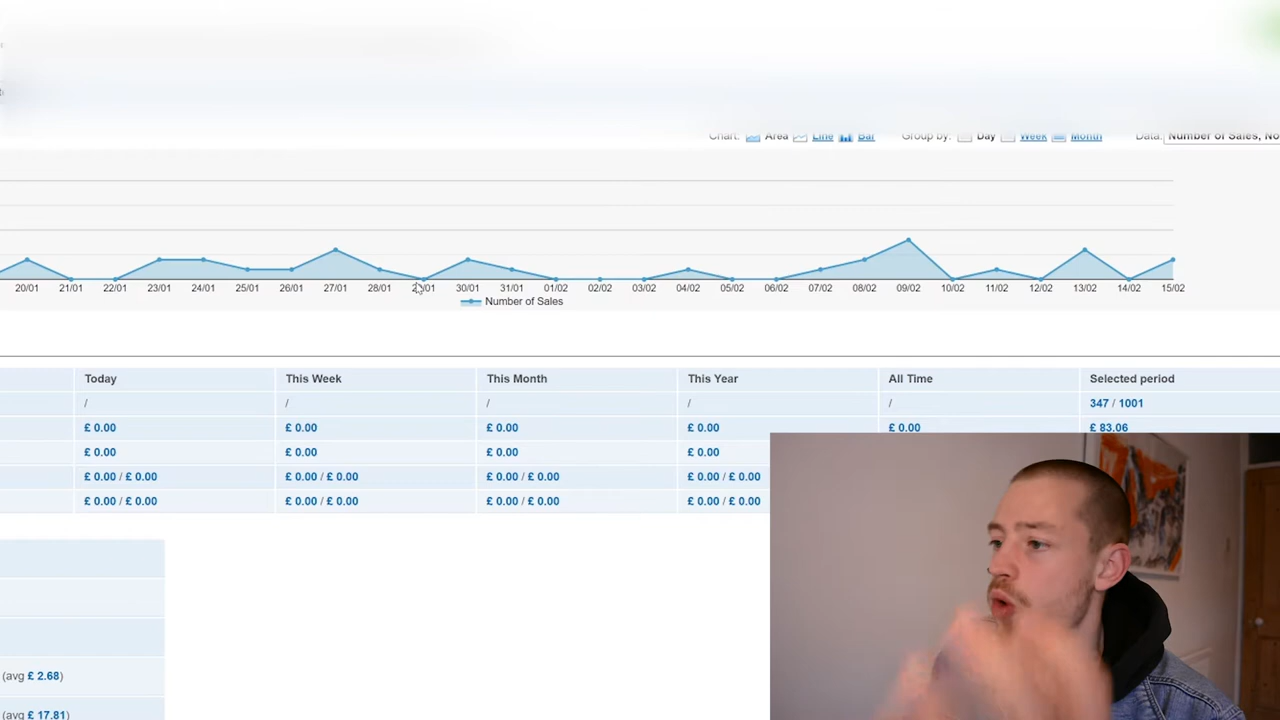 Chart: Area Line Bar Group by: Day Week Month Data: Number of Sales, No
20/01 21/01 22/01 23/01 24/01 25/01 26/01 27/01 28/01 29/01 30/01 31/01 01/02 02/02 03/02 04/02 05/02 06/02 07/02 08/02 09/02 10/02 11/02 12/02 13/02 14/02 15/02
Number of Sales
Today This Week This Month This Year All Time Selected period
/ / / / / 347 / 1001
£ 0.00 £ 0.00 £ 0.00 £ 0.00 £ 0.00 £ 83.06
£ 0.00 £ 0.00 £ 0.00 £ 0.00
£ 0.00 / £ 0.00 £ 0.00 / £ 0.00 £ 0.00 / £ 0.00 £ 0.00 / £ 0.00
£ 0.00 / £ 0.00 £ 0.00 / £ 0.00 £ 0.00 / £ 0.00 £ 0.00 / £ 0.00
(avg £ 2.68)
(avg £ 17.81)